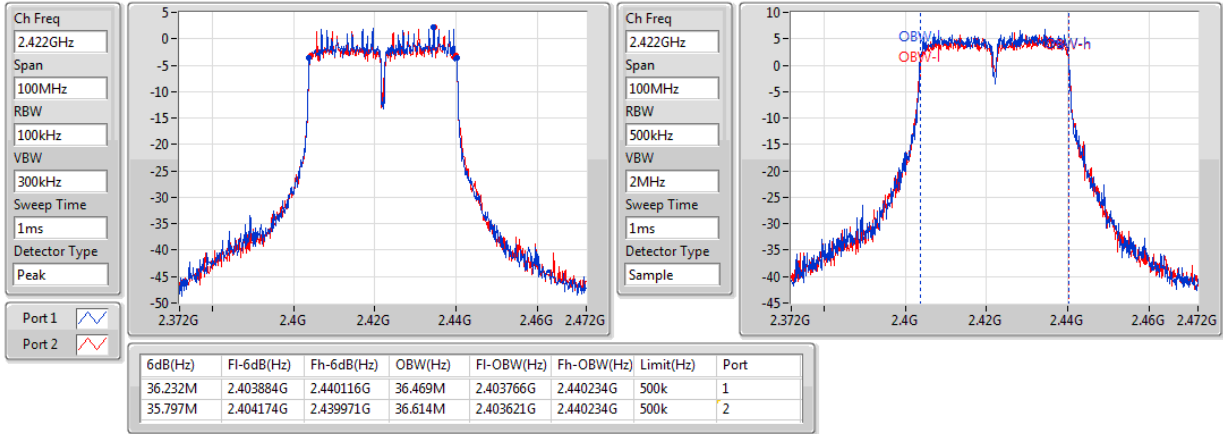 Ch Freq
2.422GHz
Span
100MHz
RBW
100kHz
VBW
300kHz
Sweep Time
1ms
Detector Type
Peak
Port 1
Port 2
5
0
-5
-10
-15
-20
-25
-30
-35
-40
-45
-50
2.372G 2.4G 2.42G 2.44G 2.46G 2.472G
Ch Freq
2.422GHz
Span
100MHz
RBW
500kHz
VBW
2MHz
Sweep Time
1ms
Detector Type
Sample
10
5
0
-5
-10
-15
-20
-25
-30
-35
-40
-45
OBW-l
2.372G 2.4G 2.42G 2.44G 2.46G 2.472G
6dB(Hz) Fl-6dB(Hz) Fh-6dB(Hz) OBW(Hz) Fl-OBW(Hz) Fh-OBW(Hz) Limit(Hz) Port
36.232M 2.403884G 2.440116G 36.469M 2.403766G 2.440234G 500k 1
35.797M 2.404174G 2.439971G 36.614M 2.403621G 2.440234G 500k 2